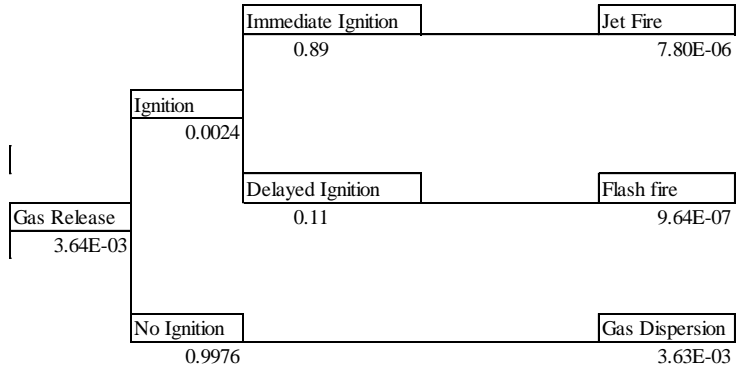 Immediate Ignition Jet Fire
0.89 7.80E-06
Ignition
0.0024
Delayed Ignition Flash fire
Gas Release 0.11 9.64E-07
3.64E-03
No Ignition Gas Dispersion
0.9976 3.63E-03